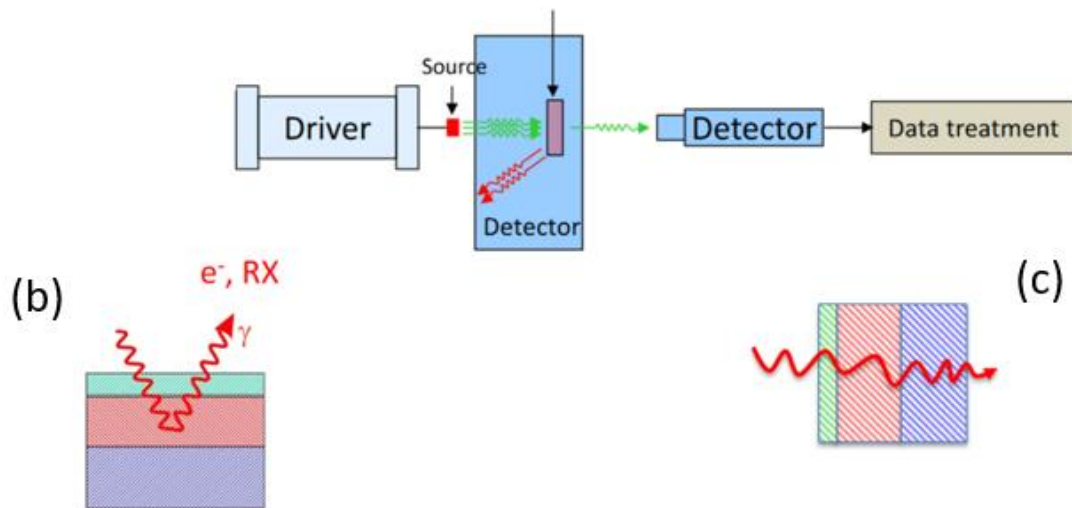 Source
Driver
Detector
Data treatment
Detector
(b)
e⁻, RX
γ
(c)